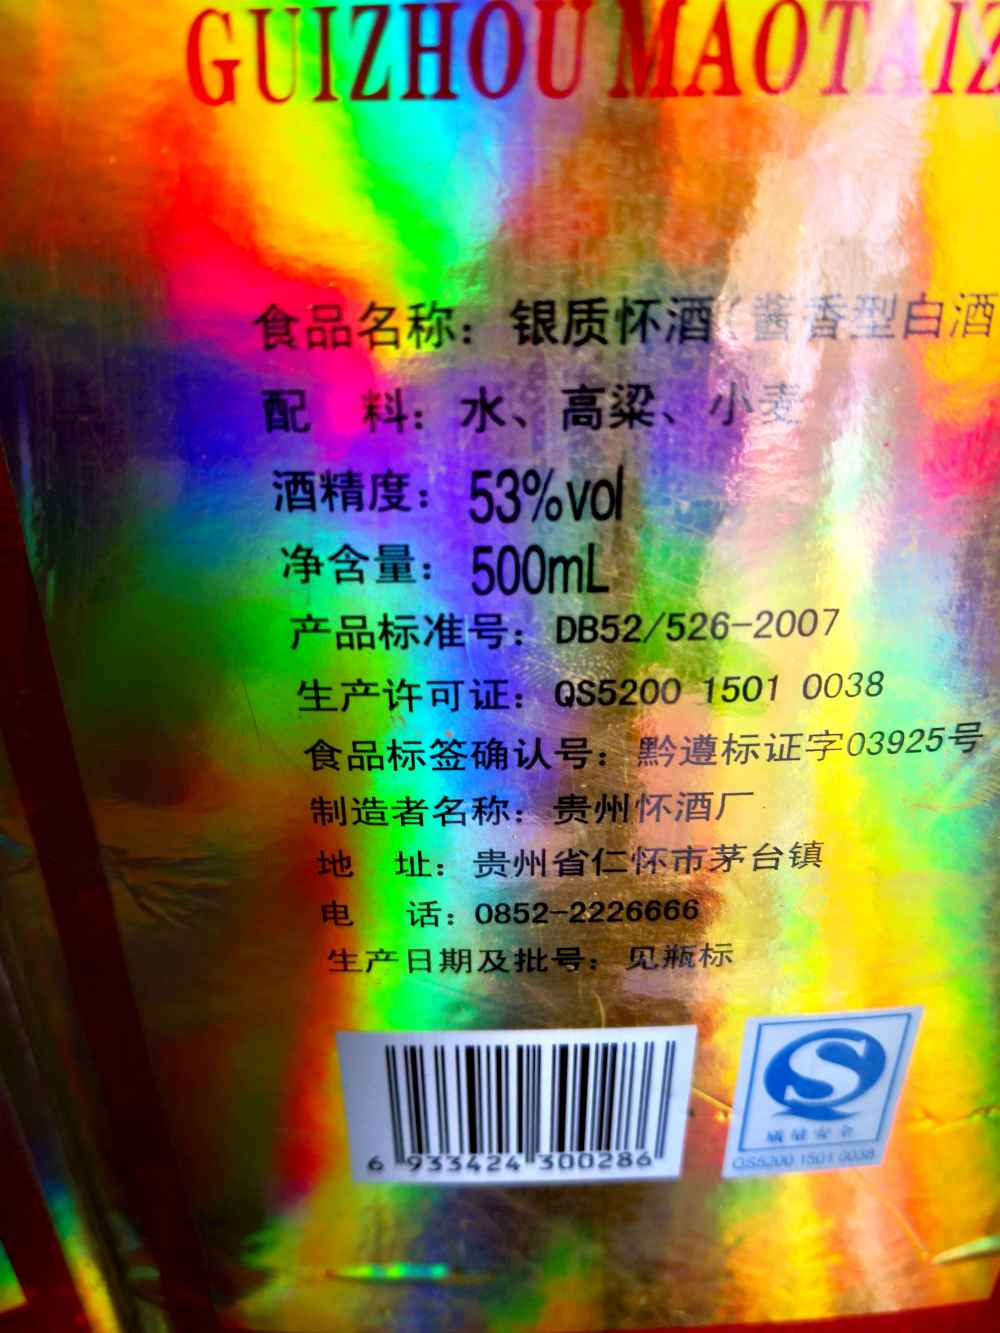 GUIZHOU MAOTAIZ
食品名称：银质怀酒（酱香型白酒
配 料：水、高粱、小麦
酒精度：53%vol
净含量：500mL
产品标准号：DB52/526-2007
生产许可证：QS5200 1501 0038
食品标签确认号：黔遵标证字03925号
制造者名称：贵州怀酒厂
地 址：贵州省仁怀市茅台镇
电 话：0852-2226666
生产日期及批号：见瓶标
6 933424 300286
质量安全
QS5200 1501 0038